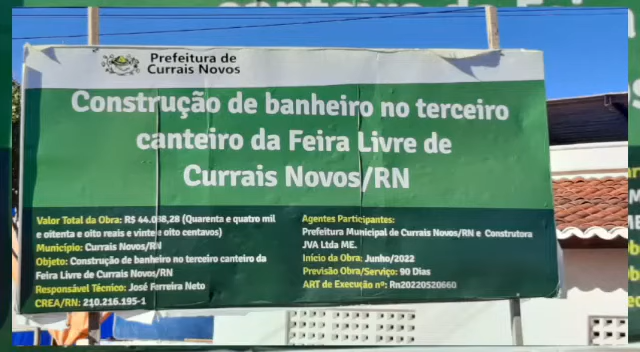 Prefeitura de
Currais Novos
Construção de banheiro no terceiro
canteiro da Feira Livre de
Currais Novos/RN
Valor Total da Obra: R$ 44.088,28 (Quarenta e quatro mil
e oitenta e oito reais e vinte e oito centavos)
Município: Currais Novos/RN
Objeto: Construção de banheiro no terceiro canteiro da
Feira Livre de Currais Novos/RN
Responsável Técnico: José Ferreira Neto
CREA/RN: 210.216.195-1
Agentes Participantes:
Prefeitura Municipal de Currais Novos/RN e Construtora
JVA Ltda ME.
Início da Obra: Junho/2022
Previsão Obra/Serviço: 90 Dias
ART de Execução nº: Rn20220520660